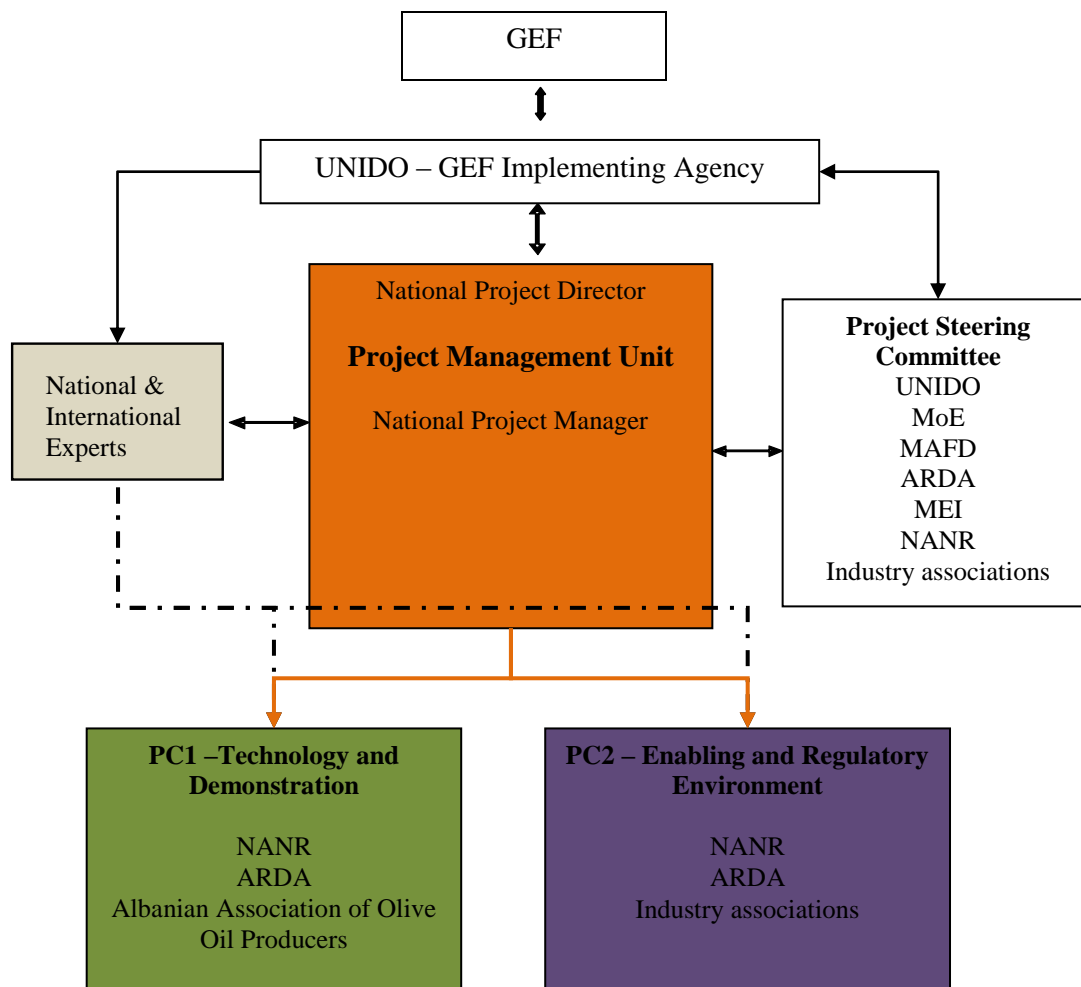 GEF
UNIDO – GEF Implementing Agency
National Project Director
Project Management Unit
National Project Manager
National &
International
Experts
Project Steering
Committee
UNIDO
MoE
MAFD
ARDA
MEI
NANR
Industry associations
PC1 –Technology and
Demonstration
NANR
ARDA
Albanian Association of Olive
Oil Producers
PC2 – Enabling and Regulatory
Environment
NANR
ARDA
Industry associations